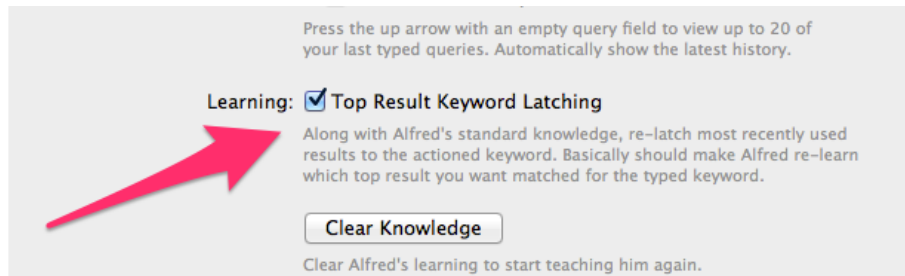 Press the up arrow with an empty query field to view up to 20 of
your last typed queries. Automatically show the latest history.
Learning: Top Result Keyword Latching
Along with Alfred's standard knowledge, re-latch most recently used
results to the actioned keyword. Basically should make Alfred re-learn
which top result you want matched for the typed keyword.
Clear Knowledge
Clear Alfred's learning to start teaching him again.